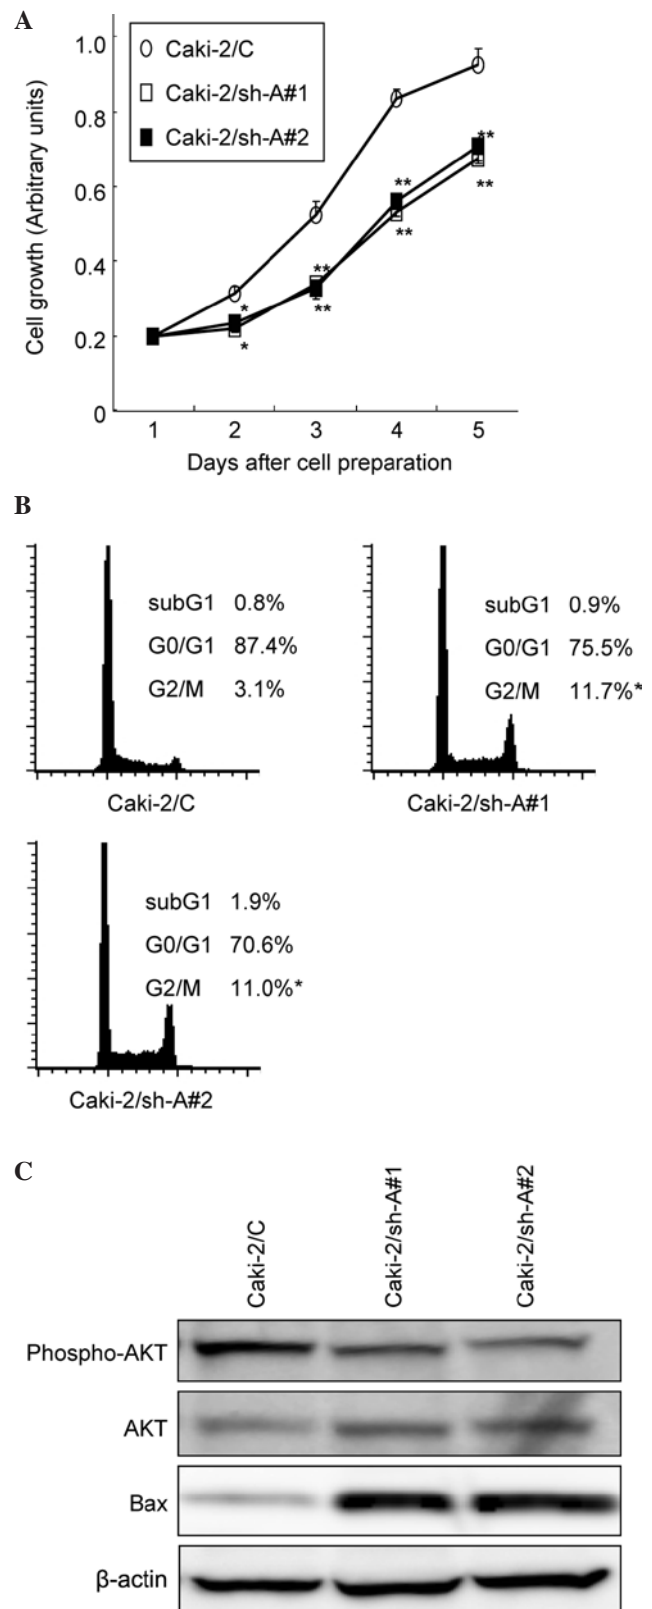 A
Cell growth (Arbitrary units)
1.0
0.8
0.6
0.4
0.2
0
Caki-2/C
Caki-2/sh-A#1
Caki-2/sh-A#2
*
*
**
**
**
**
**
**
1 2 3 4 5
Days after cell preparation
B
subG1 0.8%
G0/G1 87.4%
G2/M 3.1%
Caki-2/C
subG1 0.9%
G0/G1 75.5%
G2/M 11.7%*
Caki-2/sh-A#1
subG1 1.9%
G0/G1 70.6%
G2/M 11.0%*
Caki-2/sh-A#2
C
Caki-2/C
Caki-2/sh-A#1
Caki-2/sh-A#2
Phospho-AKT
AKT
Bax
β-actin